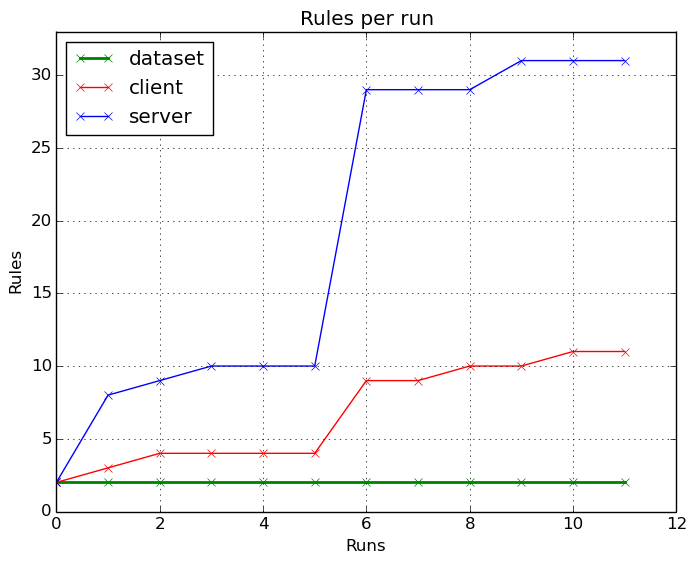 Rules per run
dataset
client
server
30
25
20
15
10
5
0
Rules
0 2 4 6 8 10 12
Runs